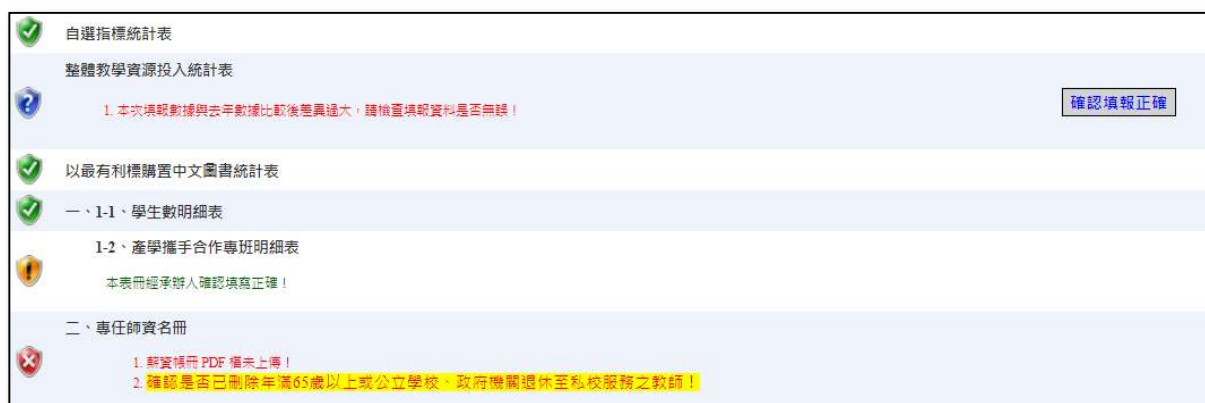 自選指標統計表
整體教學資源投入統計表
1. 本次填報數據與去年數據比較後差異過大，請檢查填報資料是否無誤！
確認填報正確
以最有利標購置中文圖書統計表
一、1-1、學生數明細表
1-2、產學攜手合作專班明細表
本表冊經承辦人確認填寫正確！
二、專任師資名冊
1. 薪資帳冊 PDF 檔未上傳！
2. 確認是否已刪除年滿65歲以上或公立學校、政府機關退休至私校服務之教師！